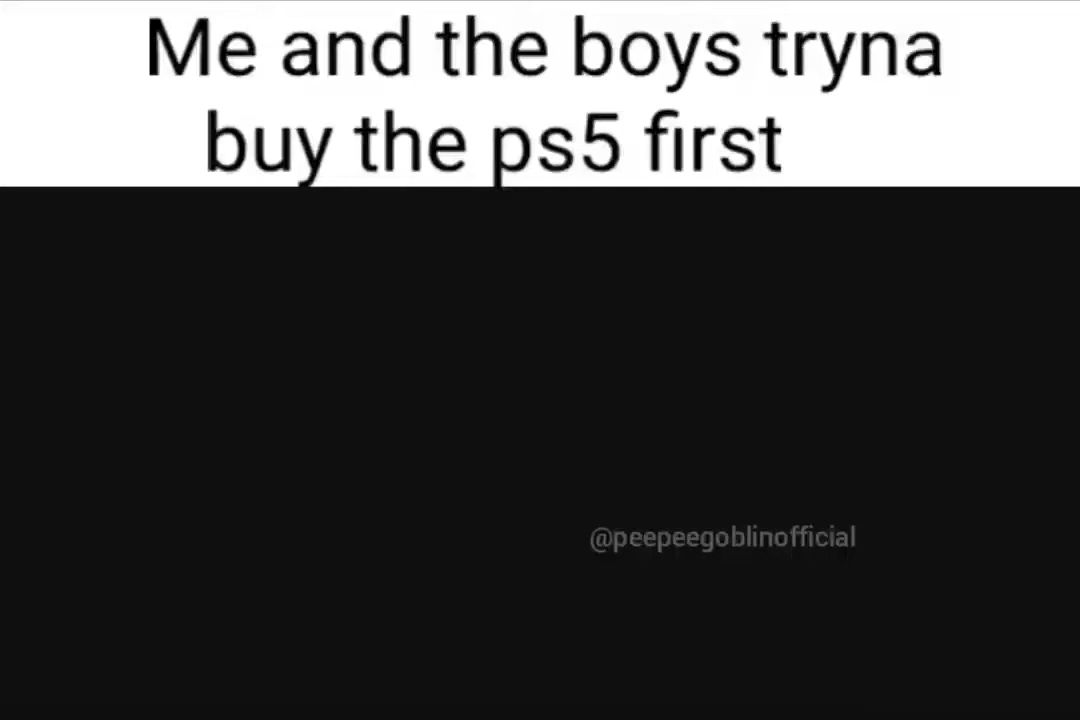 Me and the boys tryna
buy the ps5 first
@peepeegoblinofficial